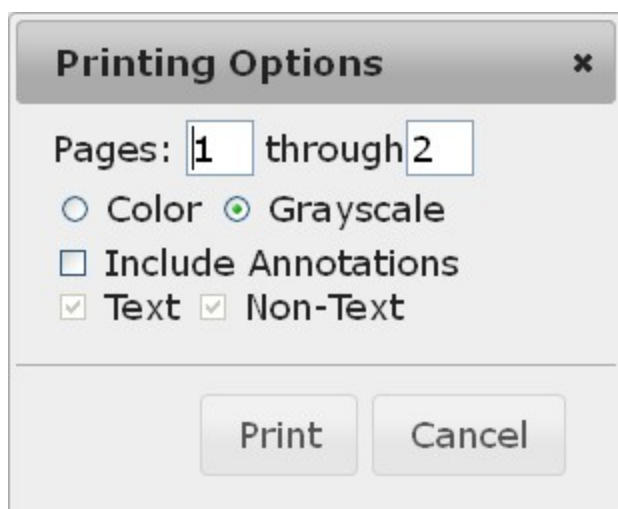 Printing Options
Pages: 1 through 2
Color Grayscale
Include Annotations
Text Non-Text
Print Cancel